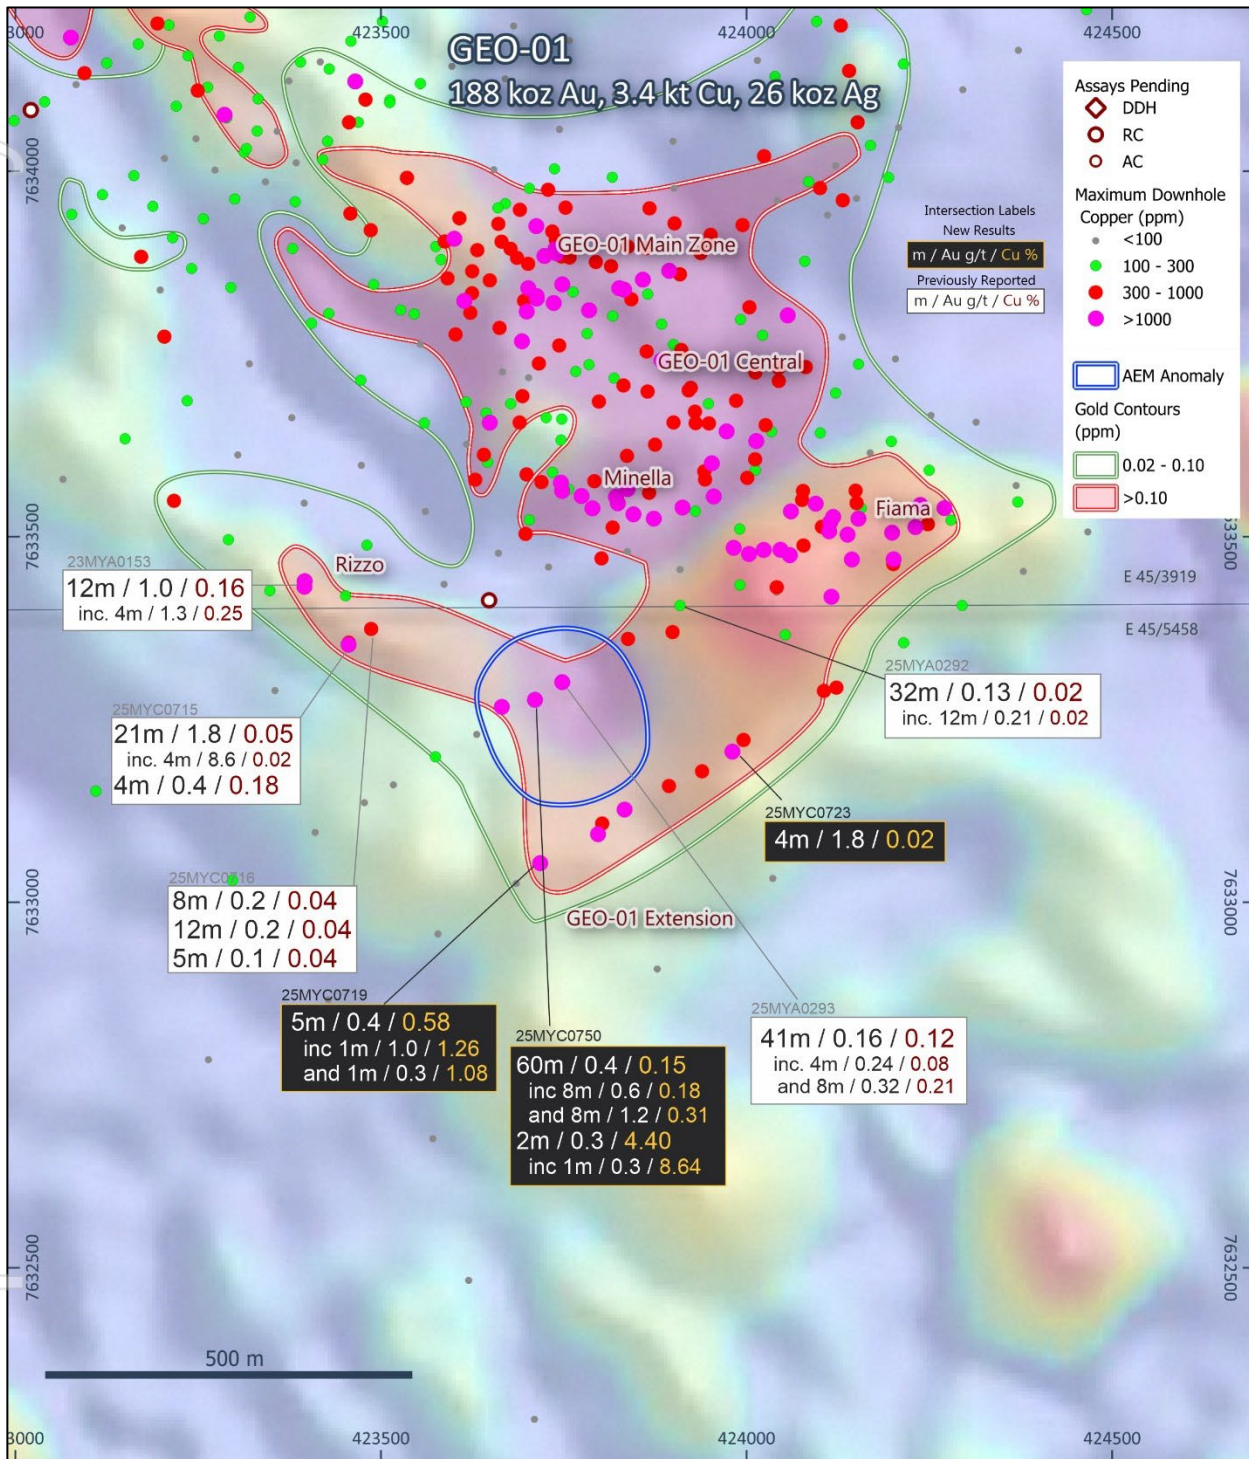 3000
423500
424000
424500
GEO-01
188 koz Au, 3.4 kt Cu, 26 koz Ag
Assays Pending
DDH
RC
AC
Maximum Downhole
Copper (ppm)
<100
100 - 300
300 - 1000
>1000
AEM Anomaly
Gold Contours
(ppm)
0.02 - 0.10
>0.10
Intersection Labels
New Results
m / Au g/t / Cu %
Previously Reported
m / Au g/t / Cu %
7634000
GEO-01 Main Zone
GEO-01 Central
Minella
Fiama
7633500
33500
Rizzo
E 45/3919
E 45/5458
23MYA0153
12m / 1.0 / 0.16
inc. 4m / 1.3 / 0.25
25MYA0292
32m / 0.13 / 0.02
inc. 12m / 0.21 / 0.02
25MYC0715
21m / 1.8 / 0.05
inc. 4m / 8.6 / 0.02
4m / 0.4 / 0.18
25MYC0723
4m / 1.8 / 0.02
25MYC0716
8m / 0.2 / 0.04
12m / 0.2 / 0.04
5m / 0.1 / 0.04
7633000
7633000
GEO-01 Extension
25MYC0719
5m / 0.4 / 0.58
inc 1m / 1.0 / 1.26
and 1m / 0.3 / 1.08
25MYC0750
60m / 0.4 / 0.15
inc 8m / 0.6 / 0.18
and 8m / 1.2 / 0.31
2m / 0.3 / 4.40
inc 1m / 0.3 / 8.64
25MYA0293
41m / 0.16 / 0.12
inc. 4m / 0.24 / 0.08
and 8m / 0.32 / 0.21
7632500
7632500
500 m
3000
423500
424000
424500